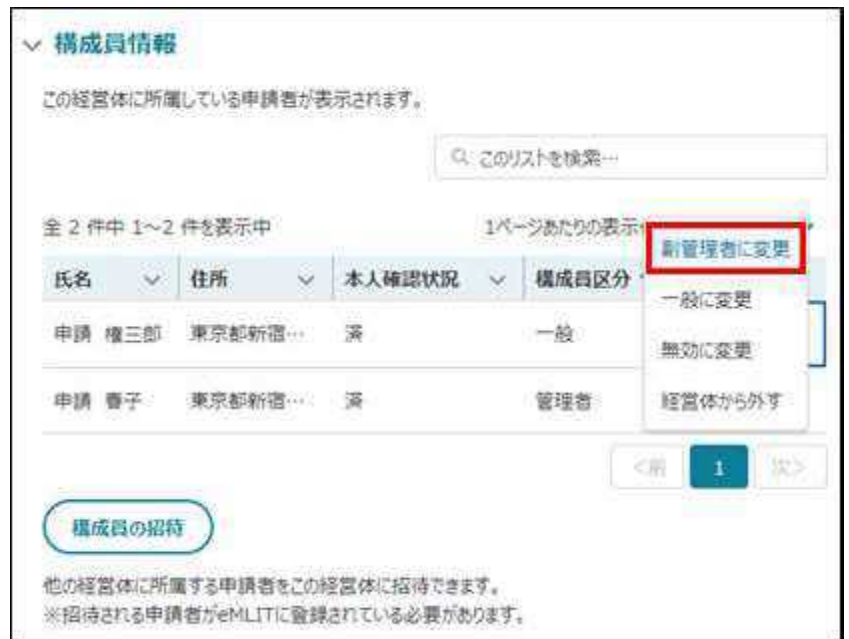 構成員情報
この経営体に所属している申請者が表示されます。
このリストを検索…
全 2 件中 1～2 件を表示中
1ページあたりの表示
副管理者に変更
氏名 住所 本人確認状況 構成員区分
一般に変更
申請 権三郎 東京都新宿… 済 一般
無効に変更
申請 春子 東京都新宿… 済 管理者
経営体から外す
<前 1 次>
構成員の招待
他の経営体に所属する申請者をこの経営体に招待できます。
※招待される申請者がeMLITに登録されている必要があります。